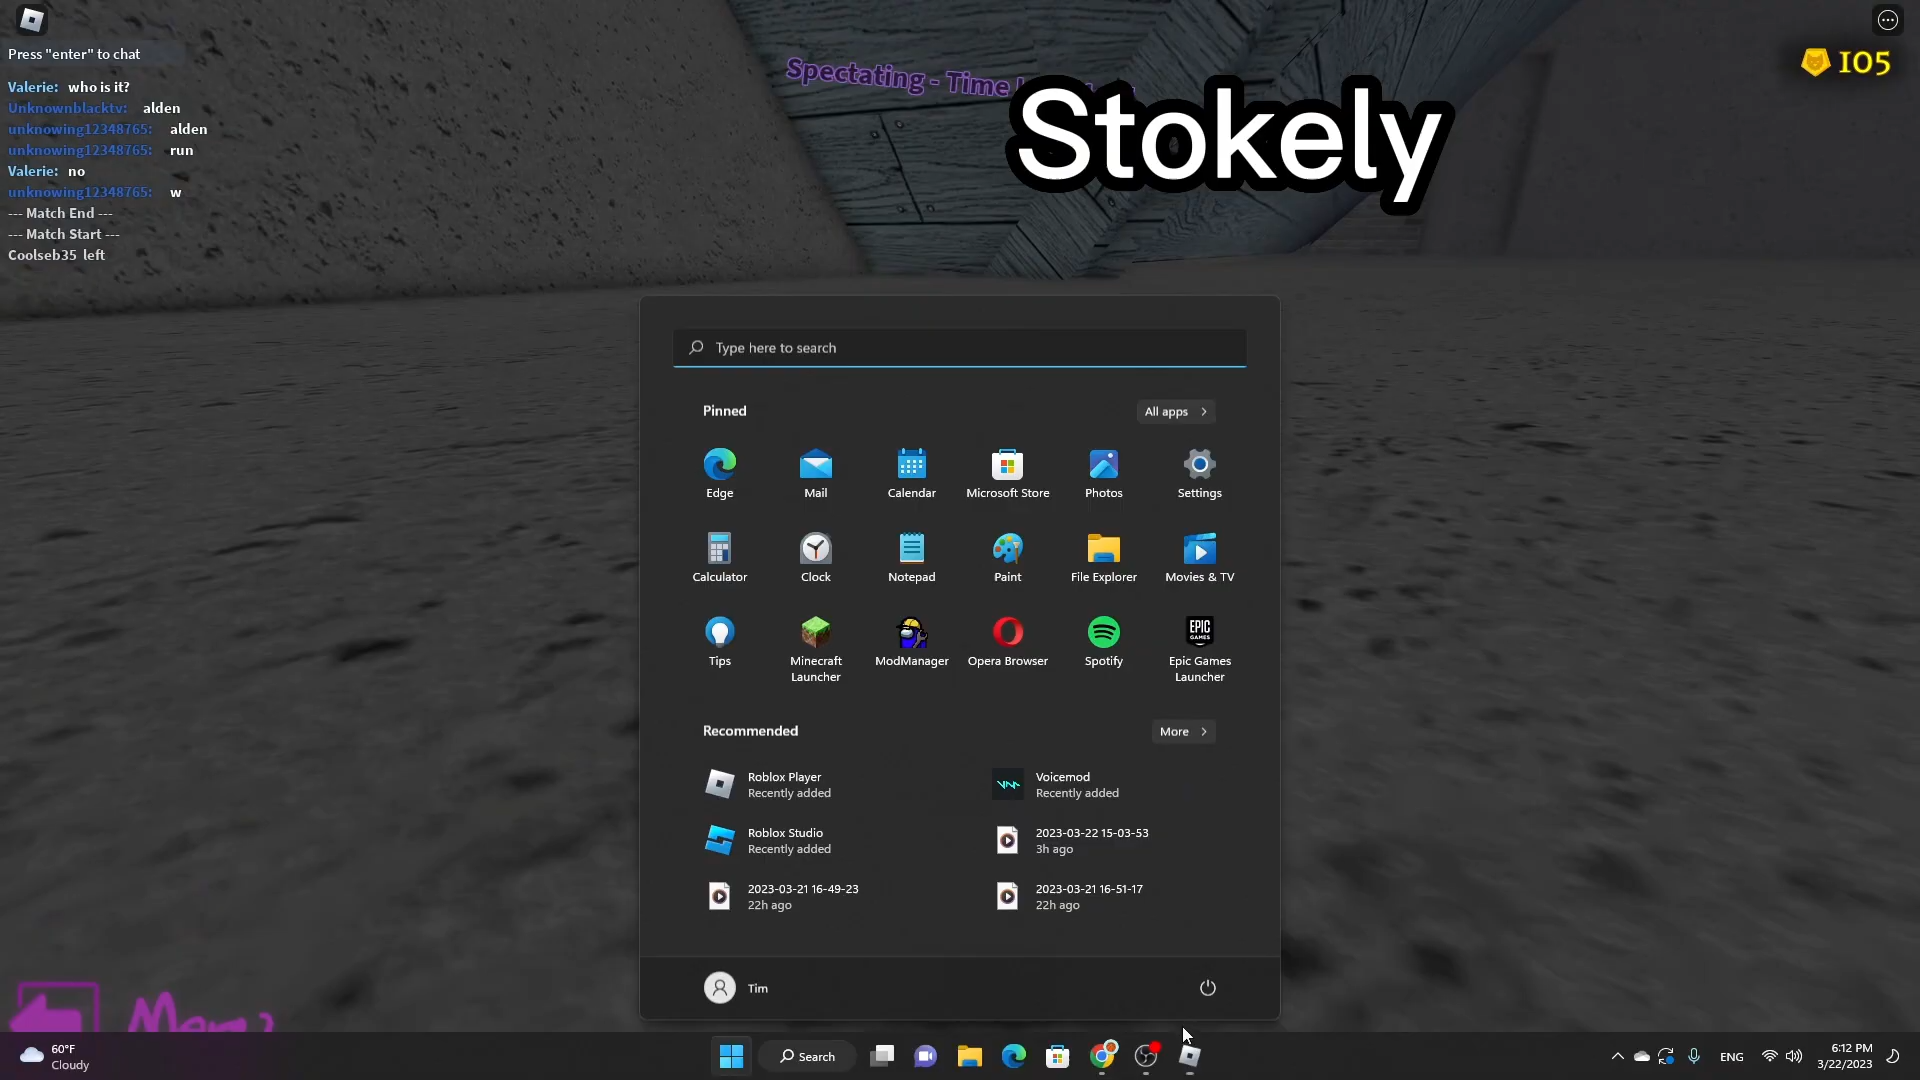 Press "enter" to chat
Valerie: who is it?
Unknownblacktv: alden
unknowing12348765: alden
unknowing12348765: run
Valerie: no
unknowing12348765: w
--- Match End ---
--- Match Start ---
Coolseb35 left
Spectating - Time
Stokely
105
Type here to search
Pinned
All apps
Edge
Mail
Calendar
Microsoft Store
Photos
Settings
Calculator
Clock
Notepad
Paint
File Explorer
Movies & TV
Tips
Minecraft
Launcher
ModManager
Opera Browser
Spotify
EPIC
GAMES
Epic Games
Launcher
Recommended
More
Roblox Player
Recently added
Voicemod
Recently added
Roblox Studio
Recently added
2023-03-22 15-03-53
3h ago
2023-03-21 16-49-23
22h ago
2023-03-21 16-51-17
22h ago
Tim
60°F
Cloudy
Search
ENG
6:12 PM
3/22/2023